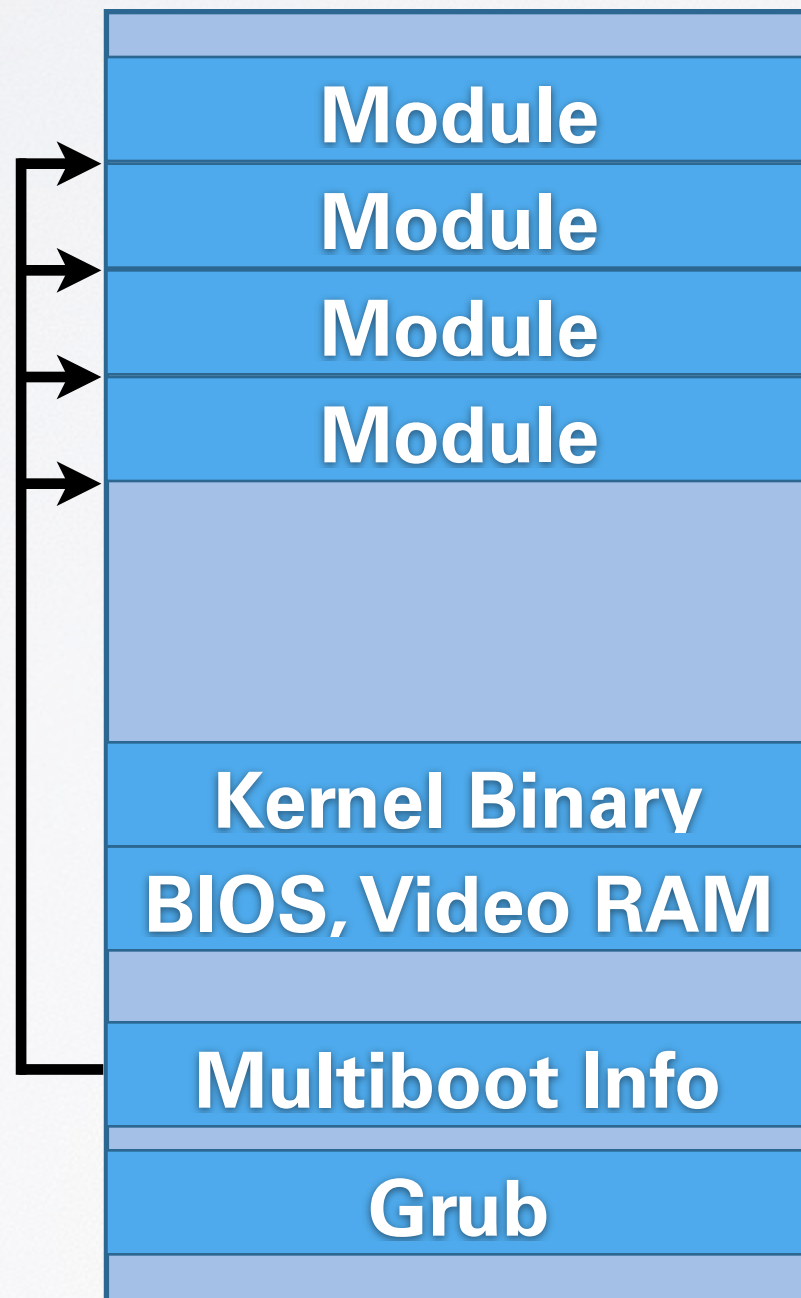 Module
Module
Module
Module
Kernel Binary
BIOS, Video RAM
Multiboot Info
Grub